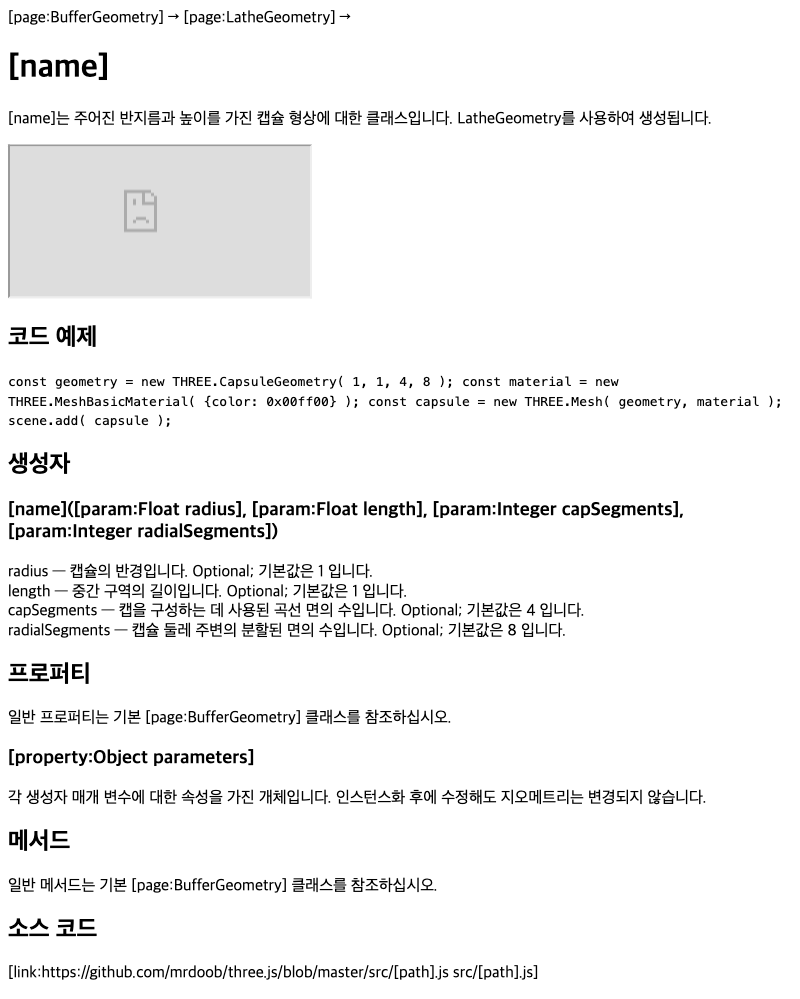 [page:BufferGeometry] → [page:LatheGeometry] →
[name]
[name]는 주어진 반지름과 높이를 가진 캡슐 형상에 대한 클래스입니다. LatheGeometry를 사용하여 생성됩니다.
코드 예제
const geometry = new THREE.CapsuleGeometry( 1, 1, 4, 8 ); const material = new
THREE.MeshBasicMaterial( {color: 0x00ff00} ); const capsule = new THREE.Mesh( geometry, material );
scene.add( capsule );
생성자
[name]([param:Float radius], [param:Float length], [param:Integer capSegments],
[param:Integer radialSegments])
radius — 캡슐의 반경입니다. Optional; 기본값은 1 입니다.
length — 중간 구역의 길이입니다. Optional; 기본값은 1 입니다.
capSegments — 캡을 구성하는 데 사용된 곡선 면의 수입니다. Optional; 기본값은 4 입니다.
radialSegments — 캡슐 둘레 주변의 분할된 면의 수입니다. Optional; 기본값은 8 입니다.
프로퍼티
일반 프로퍼티는 기본 [page:BufferGeometry] 클래스를 참조하십시오.
[property:Object parameters]
각 생성자 매개 변수에 대한 속성을 가진 개체입니다. 인스턴스화 후에 수정해도 지오메트리는 변경되지 않습니다.
메서드
일반 메서드는 기본 [page:BufferGeometry] 클래스를 참조하십시오.
소스 코드
[link:https://github.com/mrdoob/three.js/blob/master/src/[path].js src/[path].js]